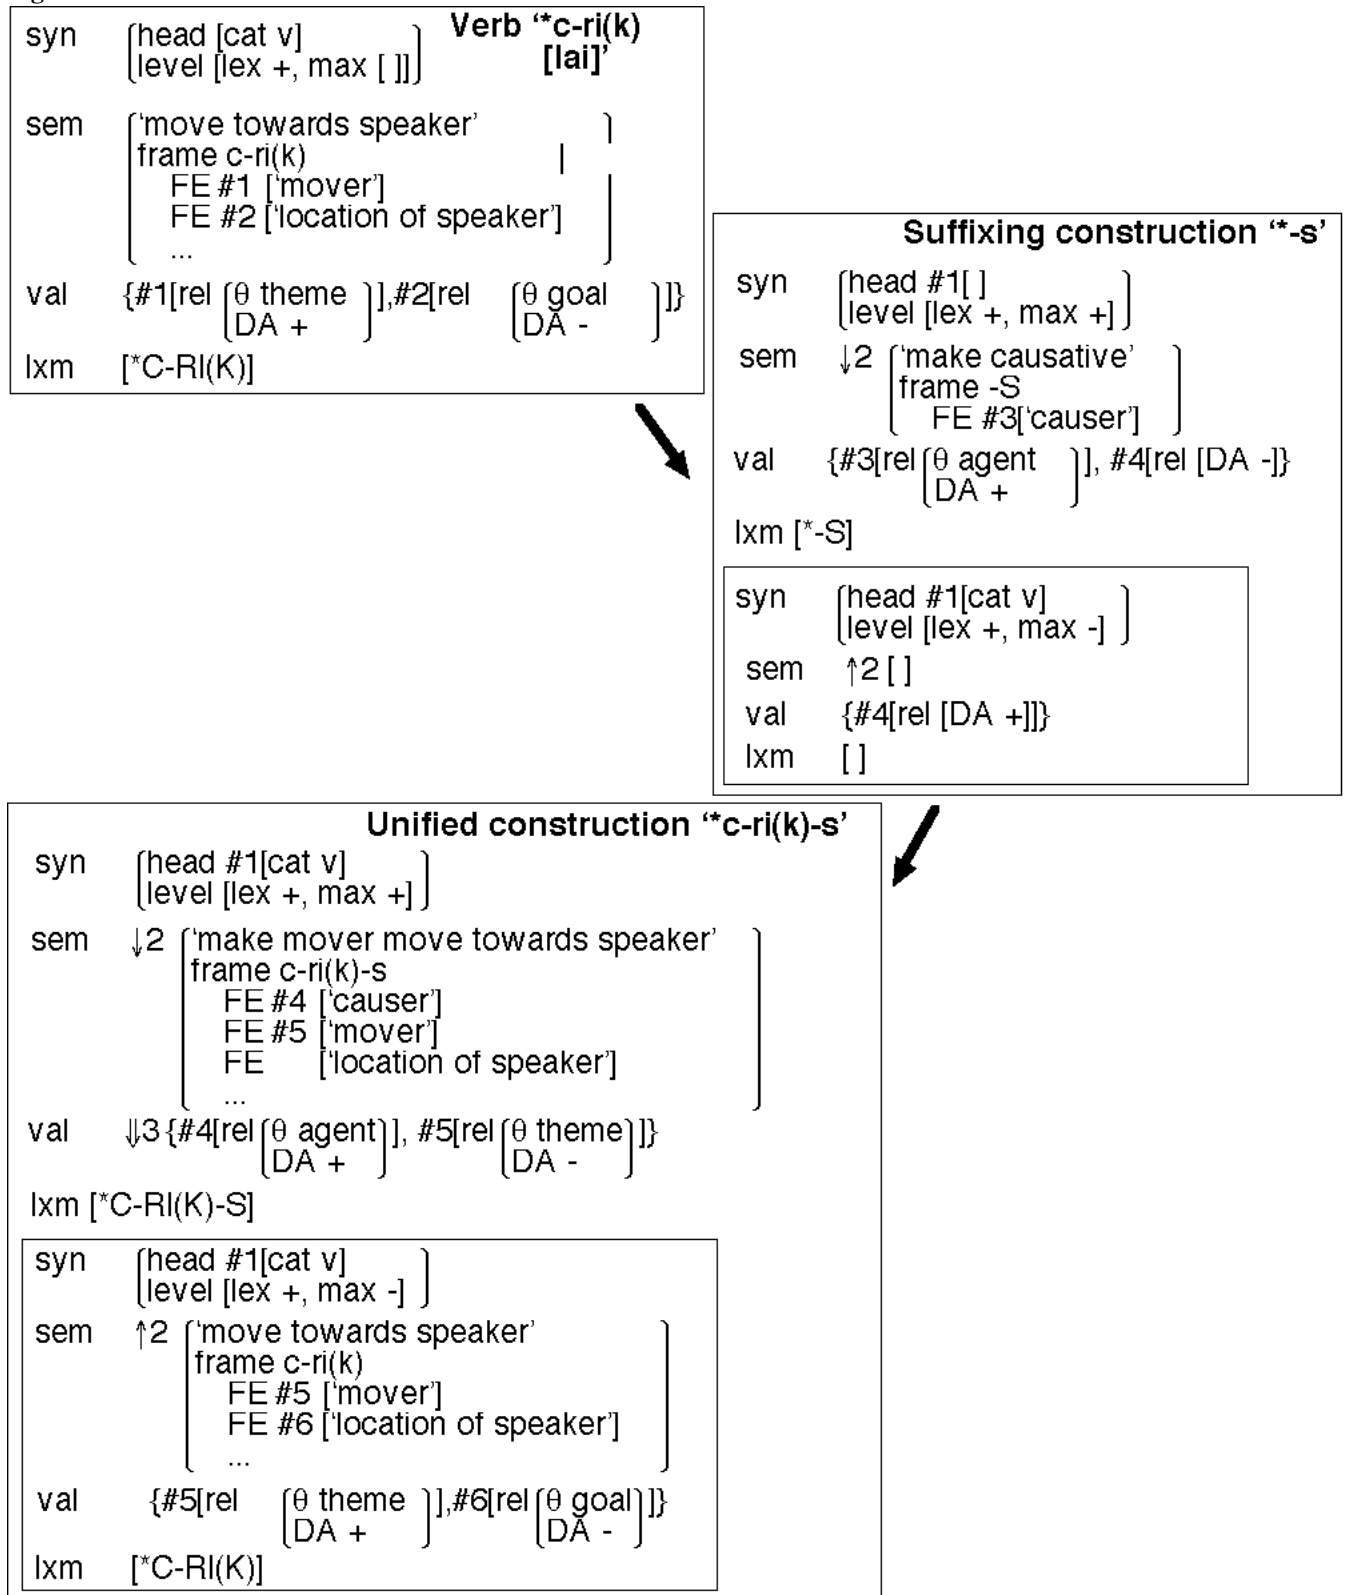 Verb ‘*c-ri(k)
[lai]’
syn [head [cat v]
level [lex +, max [ ]]]
sem [‘move towards speaker’
frame c-ri(k)
FE #1 [‘mover’]
FE #2 [‘location of speaker’]
...
val {#1[rel [θ theme ]],#2[rel [θ goal ]]}
DA + DA -
lxm [*C-RI(K)]
Suffixing construction ‘*-s’
syn [head #1[ ]
level [lex +, max +]]
sem ↓2 [‘make causative’
frame -S
FE #3[‘causer’]
val {#3[rel [θ agent ]], #4[rel [DA -]}
DA +
lxm [*-S]
syn [head #1[cat v]
level [lex +, max -]]
sem ↑2 [ ]
val {#4[rel [DA +]]}
lxm [ ]
Unified construction ‘*c-ri(k)-s’
syn [head #1[cat v]
level [lex +, max +]]
sem ↓2 [‘make mover move towards speaker’
frame c-ri(k)-s
FE #4 [‘causer’]
FE #5 [‘mover’]
FE [‘location of speaker’]
...
val ⇓3 {#4[rel [θ agent]], #5[rel [θ theme]]}
DA + DA -
lxm [*C-RI(K)-S]
syn [head #1[cat v]
level [lex +, max -]]
sem ↑2 [‘move towards speaker’
frame c-ri(k)
FE #5 [‘mover’]
FE #6 [‘location of speaker’]
...
val {#5[rel [θ theme ]],#6[rel [θ goal]]}
DA + DA -
lxm [*C-RI(K)]